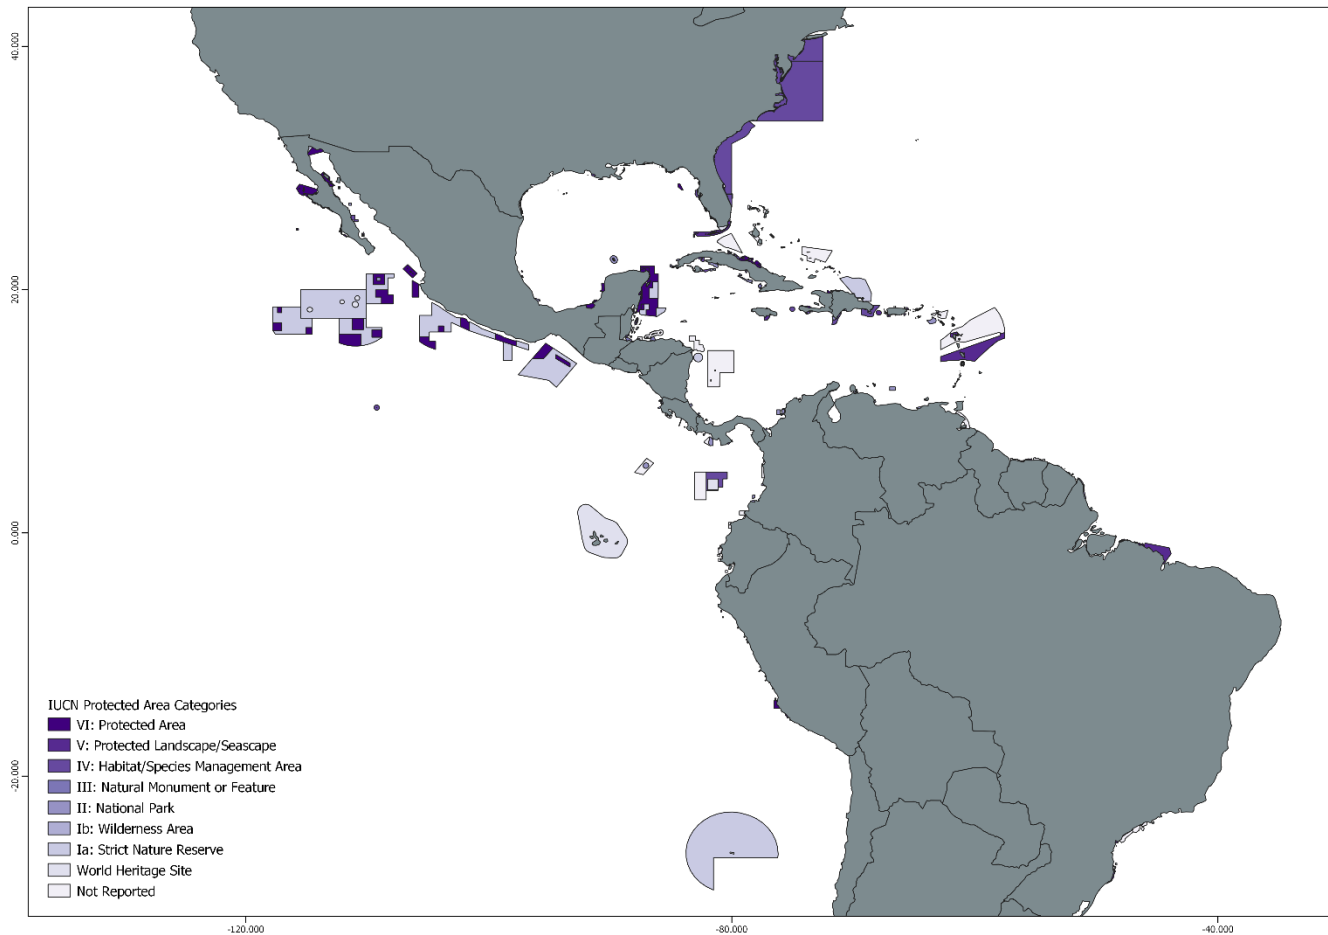 40.000
20.000
0.000
-20.000
IUCN Protected Area Categories
VI: Protected Area
V: Protected Landscape/Seascape
IV: Habitat/Species Management Area
III: Natural Monument or Feature
II: National Park
Ib: Wilderness Area
Ia: Strict Nature Reserve
World Heritage Site
Not Reported
-120.000
-80.000
-40.000